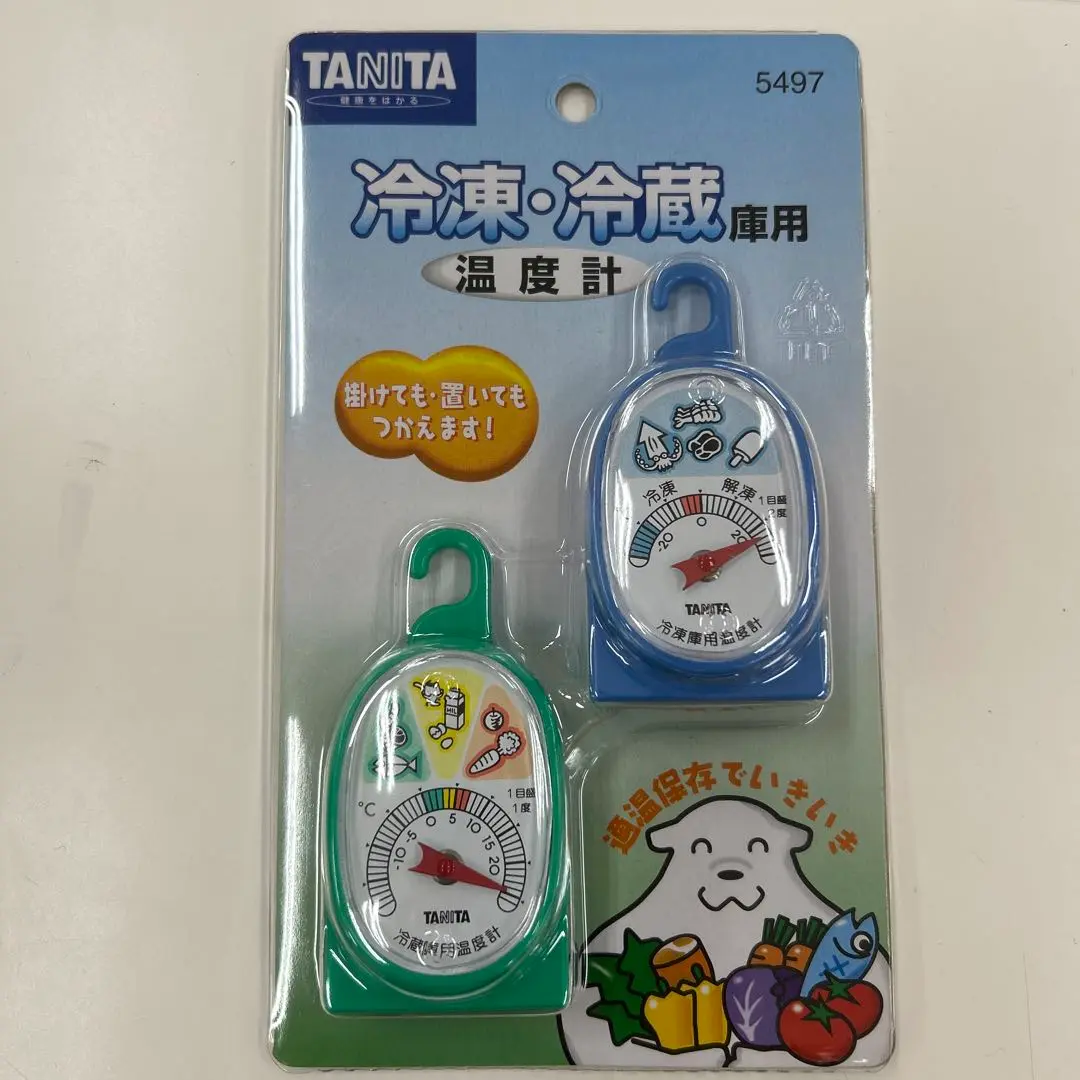 TANITA
健康をはかる
5497
冷凍・冷蔵庫用
温度計
掛けても・置いても
つかえます!
冷凍 解凍
1目盛
2度
-20 0 20
TANITA
冷凍庫用温度計
MILK
℃
1目盛
1度
-10 -5 0 5 10 15 20
TANITA
冷蔵庫用温度計
適温保存でいきいき